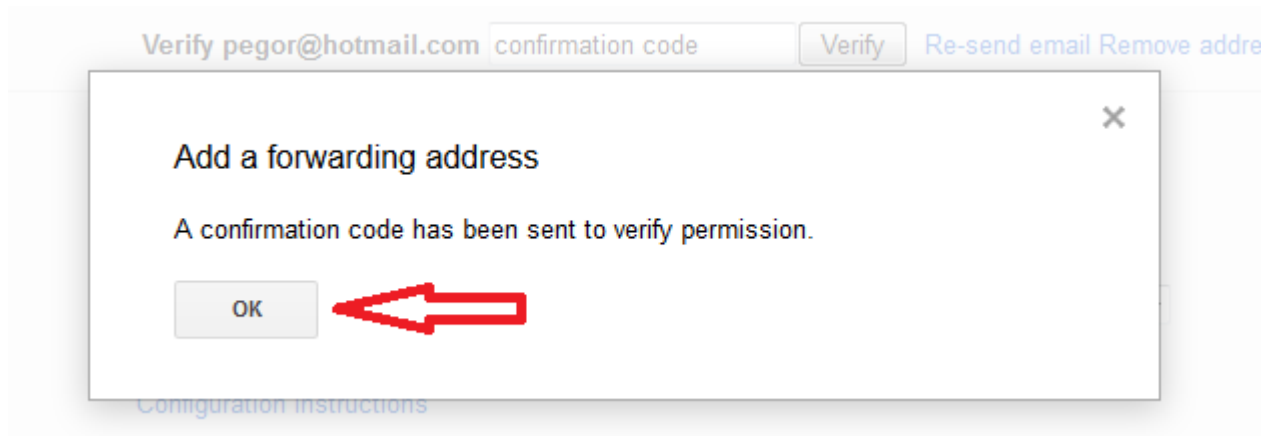 Verify pegor@hotmail.com confirmation code Verify Re-send email Remove addre
×
Add a forwarding address
A confirmation code has been sent to verify permission.
OK
Configuration instructions